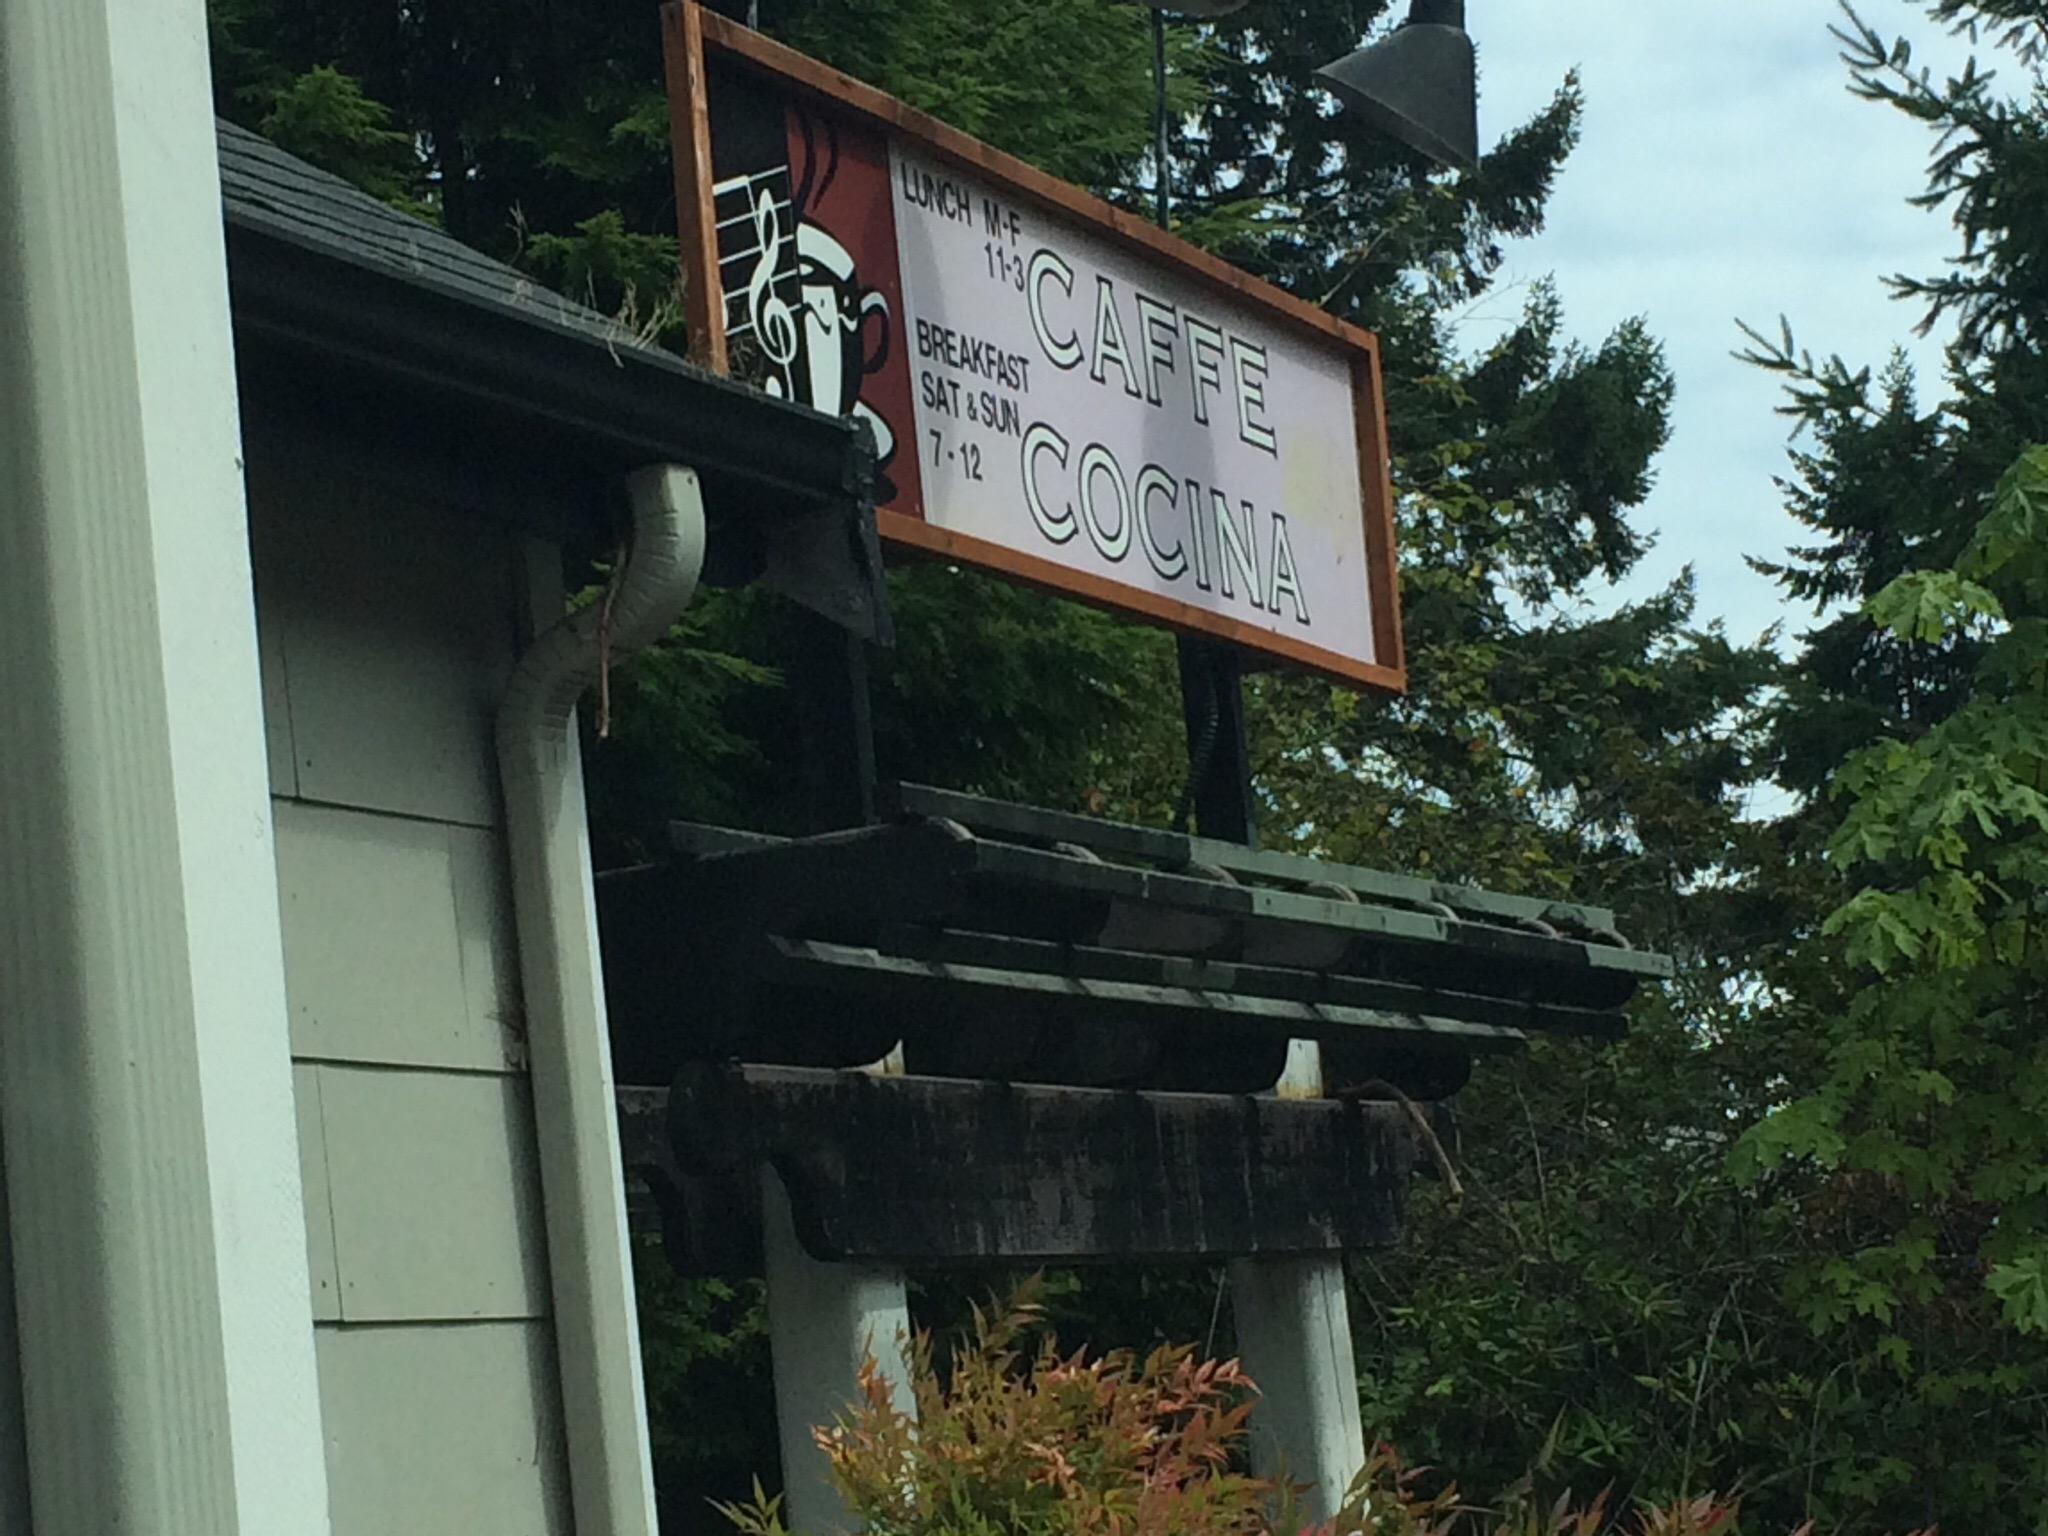 LUNCH M-F
11-3
BREAKFAST
SAT & SUN
7-12
CAFFE
COCINA